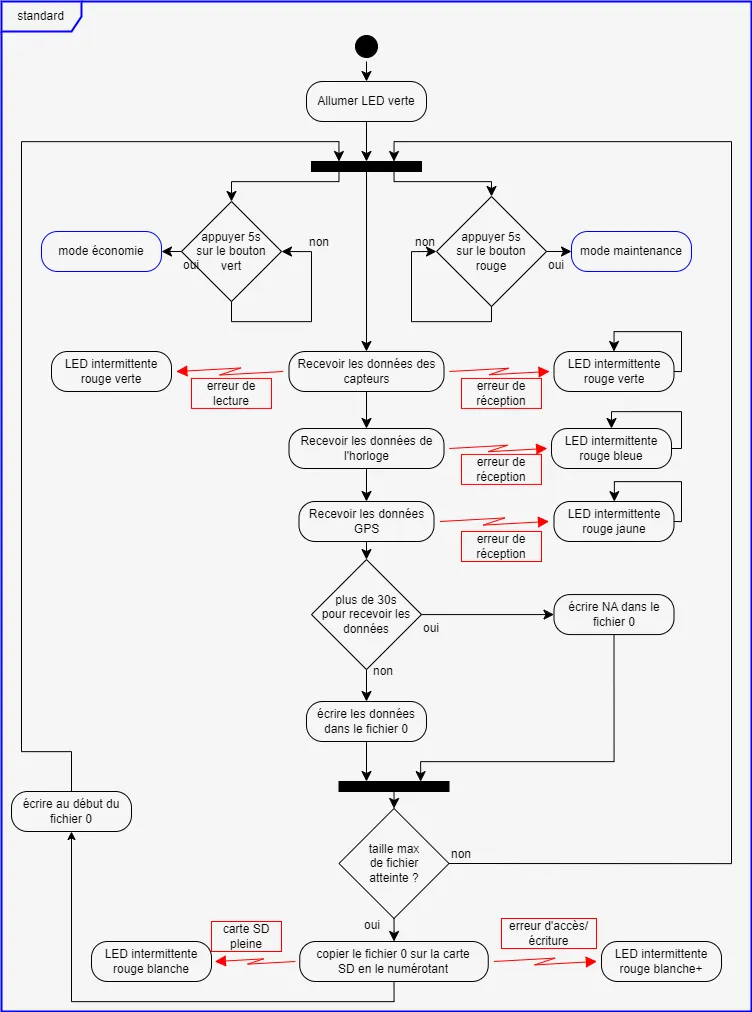 standard
Allumer LED verte
mode économie
oui
appuyer 5s
sur le bouton
vert
non
non
appuyer 5s
sur le bouton
rouge
oui
mode maintenance
LED intermittente
rouge verte
erreur de
lecture
Recevoir les données des
capteurs
erreur de
réception
LED intermittente
rouge verte
Recevoir les données de
l'horloge
erreur de
réception
LED intermittente
rouge bleue
Recevoir les données
GPS
erreur de
réception
LED intermittente
rouge jaune
plus de 30s
pour recevoir les
données
oui
écrire NA dans le
fichier 0
non
écrire les données
dans le fichier 0
écrire au début du
fichier 0
taille max
de fichier
atteinte ?
non
oui
carte SD
pleine
erreur d'accès/
écriture
LED intermittente
rouge blanche
copier le fichier 0 sur la carte
SD en le numérotant
LED intermittente
rouge blanche+